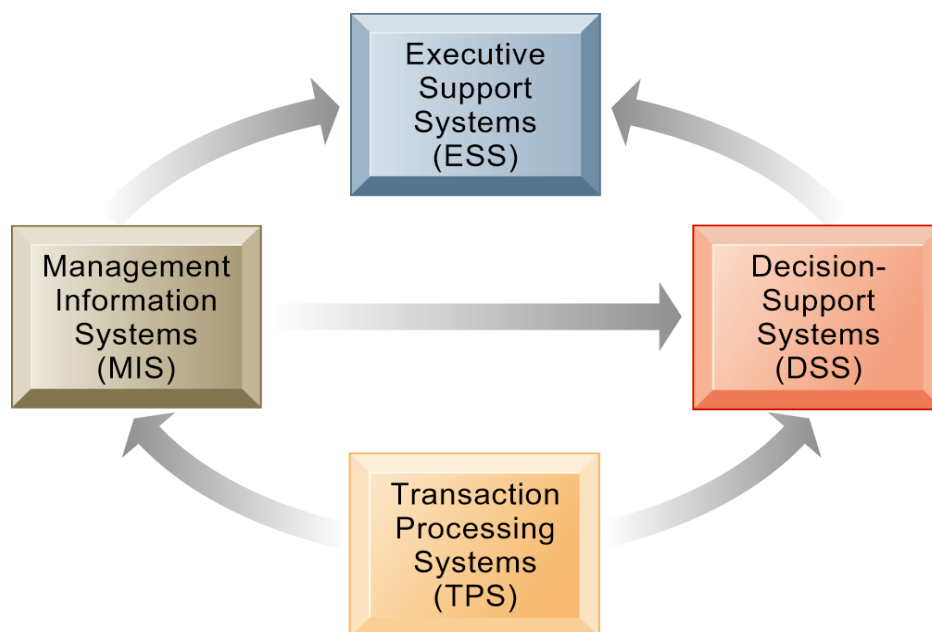 Executive
Support
Systems
(ESS)
Management
Information
Systems
(MIS)
Decision-
Support
Systems
(DSS)
Transaction
Processing
Systems
(TPS)